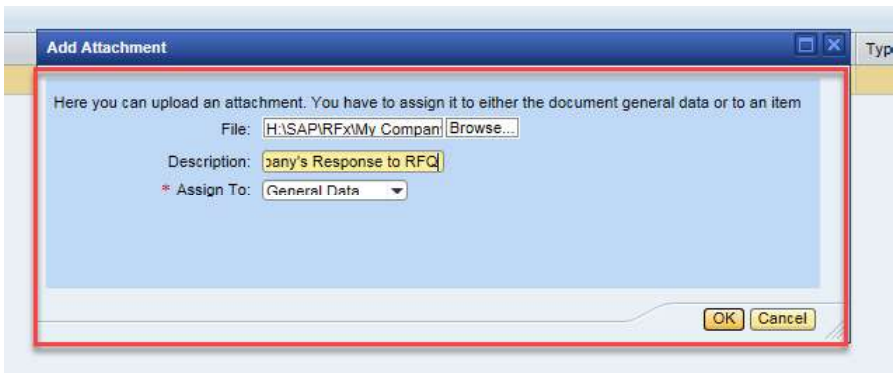 Add Attachment
Here you can upload an attachment. You have to assign it to either the document general data or to an item
File: H:\SAP\RFx\My Compan Browse...
Description: pany's Response to RFQ
* Assign To: General Data
OK Cancel
Typ